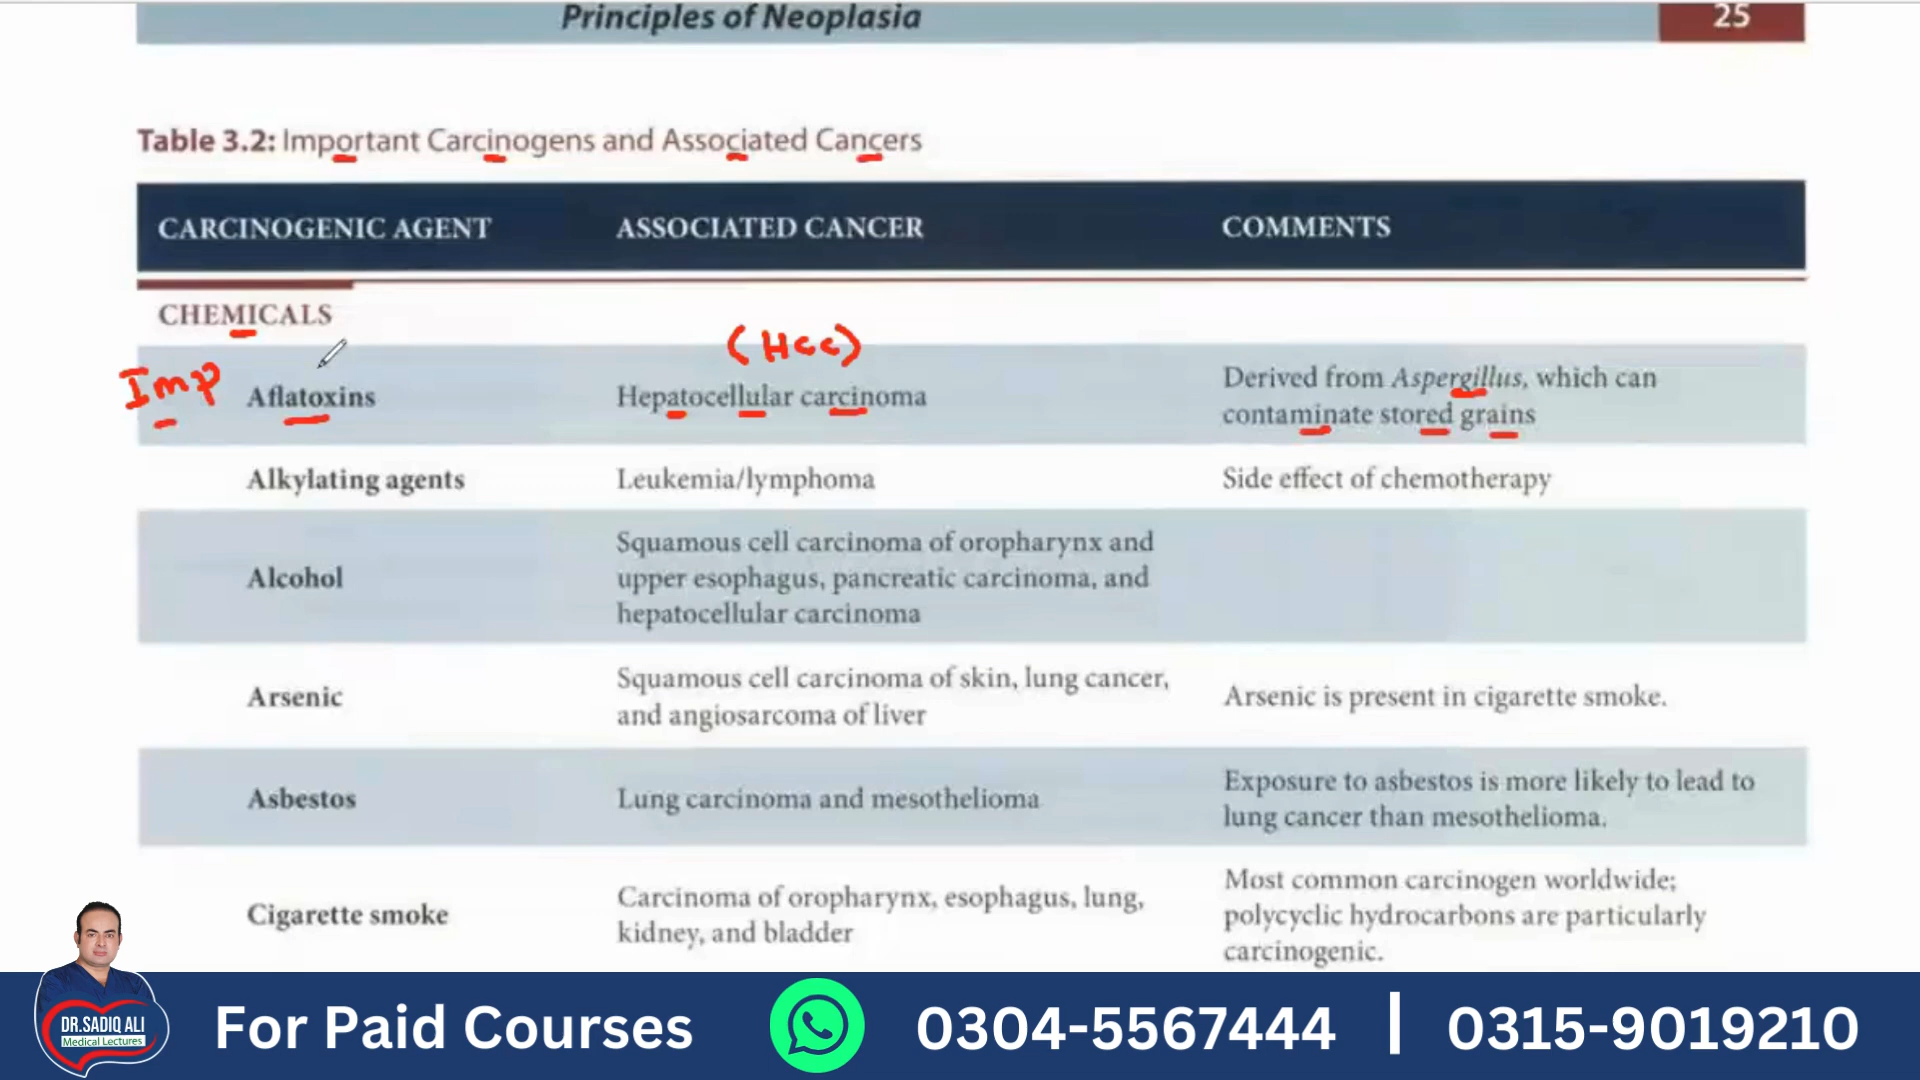 Principles of Neoplasia
25
Table 3.2: Important Carcinogens and Associated Cancers
CARCINOGENIC AGENT ASSOCIATED CANCER COMMENTS
CHEMICALS
(Hcc)
Imp
Aflatoxins Hepatocellular carcinoma Derived from Aspergillus, which can
contaminate stored grains
Alkylating agents Leukemia/lymphoma Side effect of chemotherapy
Alcohol Squamous cell carcinoma of oropharynx and
upper esophagus, pancreatic carcinoma, and
hepatocellular carcinoma
Arsenic Squamous cell carcinoma of skin, lung cancer,
and angiosarcoma of liver Arsenic is present in cigarette smoke.
Asbestos Lung carcinoma and mesothelioma Exposure to asbestos is more likely to lead to
lung cancer than mesothelioma.
Cigarette smoke Carcinoma of oropharynx, esophagus, lung,
kidney, and bladder Most common carcinogen worldwide;
polycyclic hydrocarbons are particularly
carcinogenic.
DR.SADIQ ALI
Medical Lectures
For Paid Courses 0304-5567444 | 0315-9019210